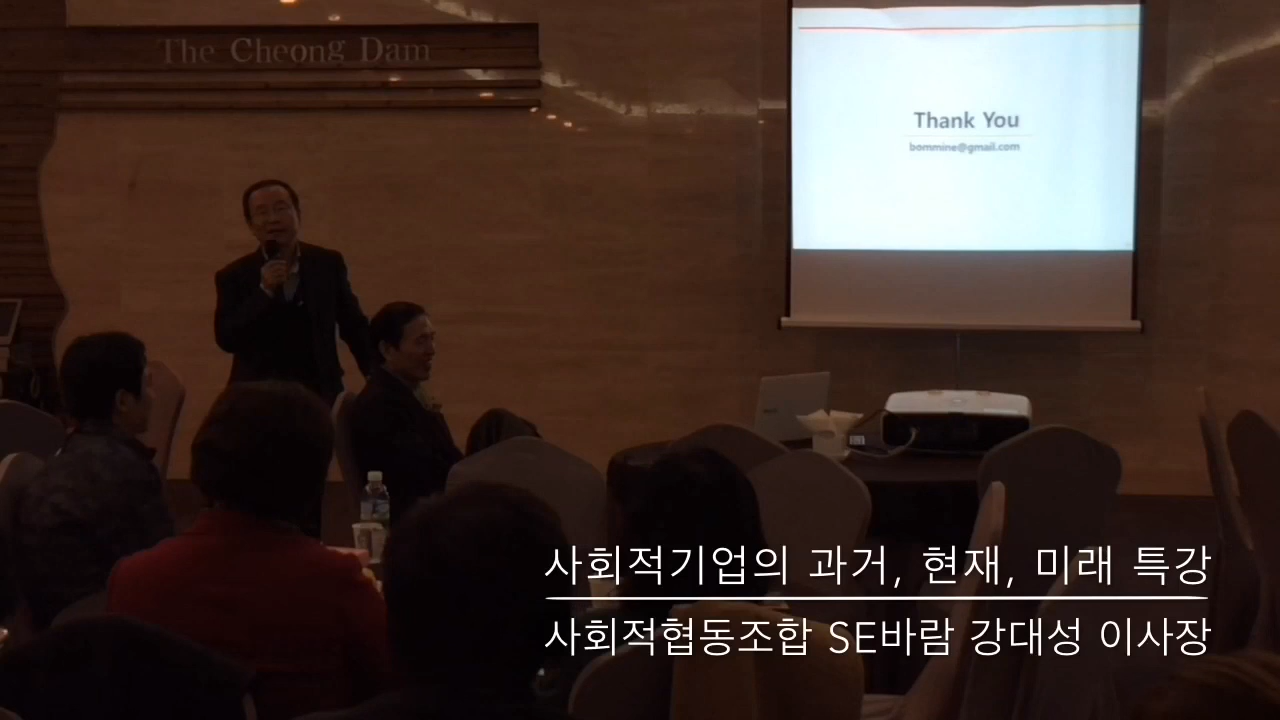 The Cheong Dam
Thank You
bommine@gmail.com
사회적기업의 과거, 현재, 미래 특강
사회적협동조합 SE바람 강대성 이사장